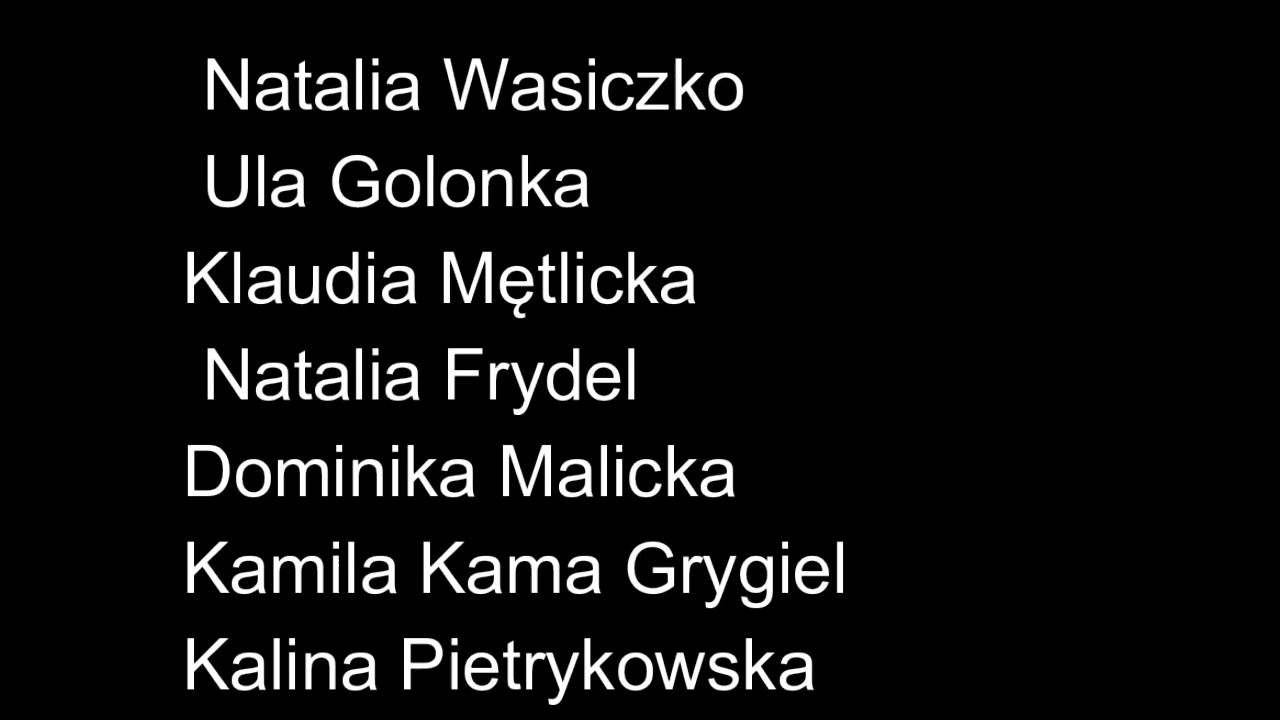 Natalia Wasiczko
Ula Golonka
Klaudia Mętlicka
Natalia Frydel
Dominika Malicka
Kamila Kama Grygiel
Kalina Pietrykowska